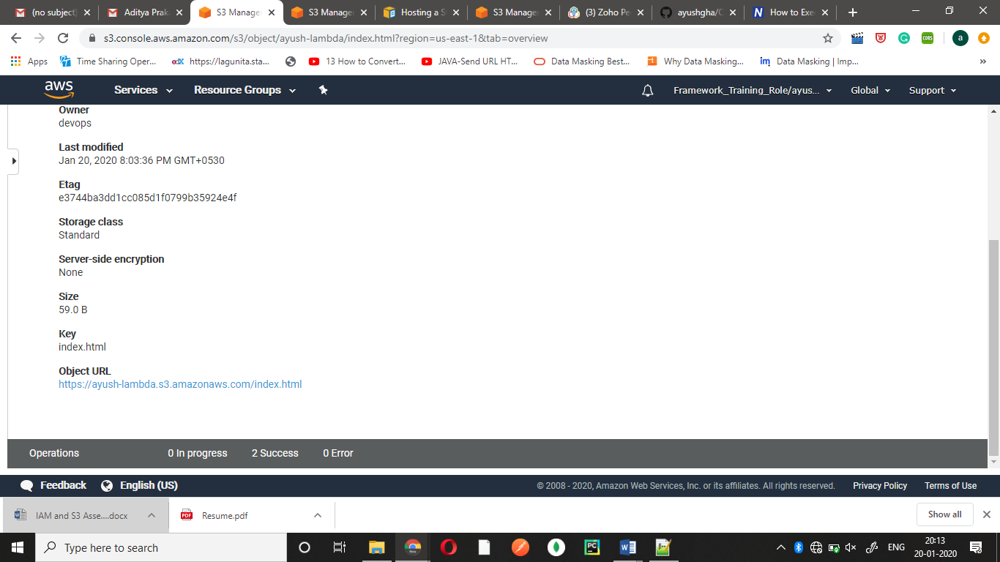 (no subject)
Aditya Praka
S3 Manage
S3 Manage
Hosting a S
S3 Manage
(3) Zoho Pe
ayushgha/C
How to Exe
s3.console.aws.amazon.com/s3/object/ayush-lambda/index.html?region=us-east-1&tab=overview
CORS
a
Apps
Time Sharing Oper...
edX
https://lagunita.sta...
13 How to Convert...
JAVA-Send URL HT...
Data Masking Best...
Why Data Masking...
im
Data Masking | Imp...
»
aws
Services
Resource Groups
Framework_Training_Role/ayus...
Global
Support
Owner
devops
Last modified
Jan 20, 2020 8:03:36 PM GMT+0530
Etag
e3744ba3dd1cc085d1f0799b35924e4f
Storage class
Standard
Server-side encryption
None
Size
59.0 B
Key
index.html
Object URL
https://ayush-lambda.s3.amazonaws.com/index.html
Operations
0 In progress
2 Success
0 Error
Feedback
English (US)
© 2008 - 2020, Amazon Web Services, Inc. or its affiliates. All rights reserved.
Privacy Policy
Terms of Use
IAM and S3 Asse....docx
PDF
Resume.pdf
Show all
Type here to search
PC
ENG
20:13
20-01-2020